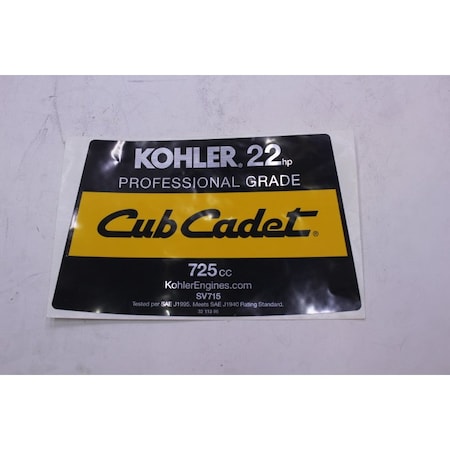 KOHLER® 22hp
PROFESSIONAL GRADE
Cub Cadet®
725cc
KohlerEngines.com
SV715
Tested per SAE J1995. Meets SAE J1940 Rating Standard.